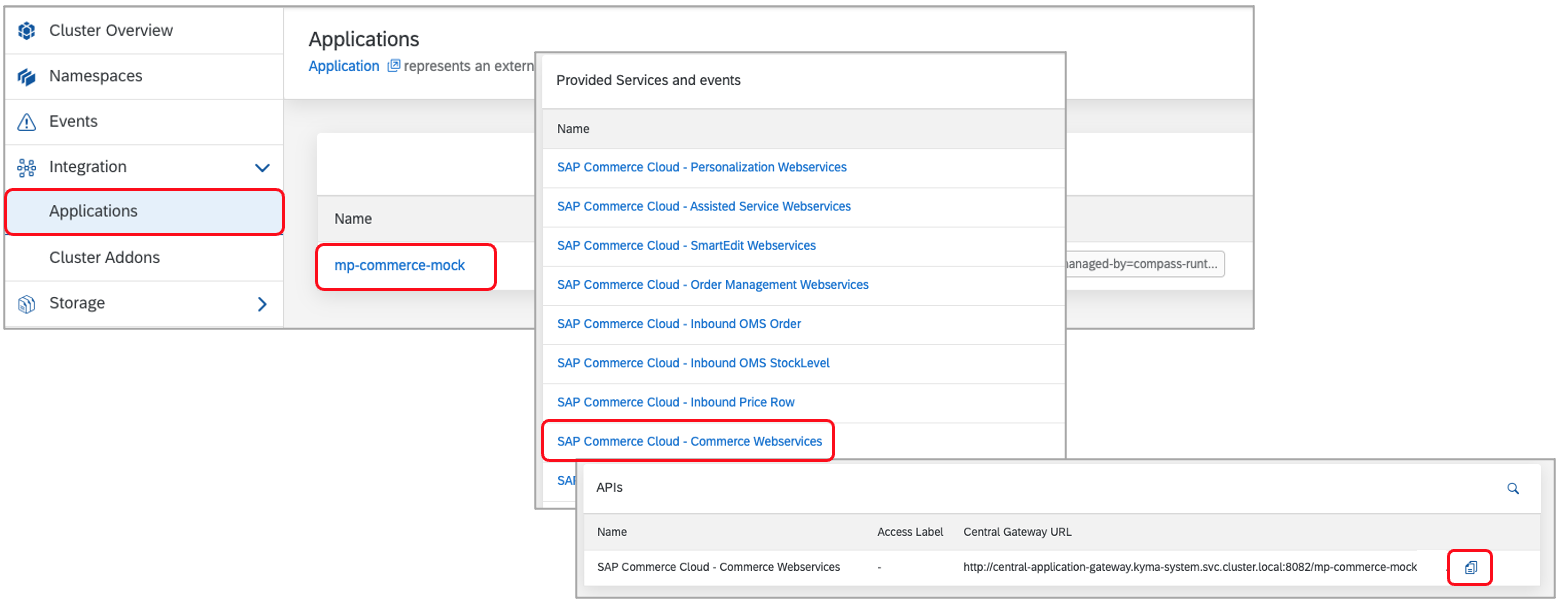 Cluster Overview
Namespaces
Events
Integration
Applications
Cluster Addons
Storage
Applications
Application represents an extern
Name
mp-commerce-mock
anaged-by=compass-runt...
Provided Services and events
Name
SAP Commerce Cloud - Personalization Webservices
SAP Commerce Cloud - Assisted Service Webservices
SAP Commerce Cloud - SmartEdit Webservices
SAP Commerce Cloud - Order Management Webservices
SAP Commerce Cloud - Inbound OMS Order
SAP Commerce Cloud - Inbound OMS StockLevel
SAP Commerce Cloud - Inbound Price Row
SAP Commerce Cloud - Commerce Webservices
SAP
APIs
Name Access Label Central Gateway URL
SAP Commerce Cloud - Commerce Webservices - http://central-application-gateway.kyma-system.svc.cluster.local:8082/mp-commerce-mock